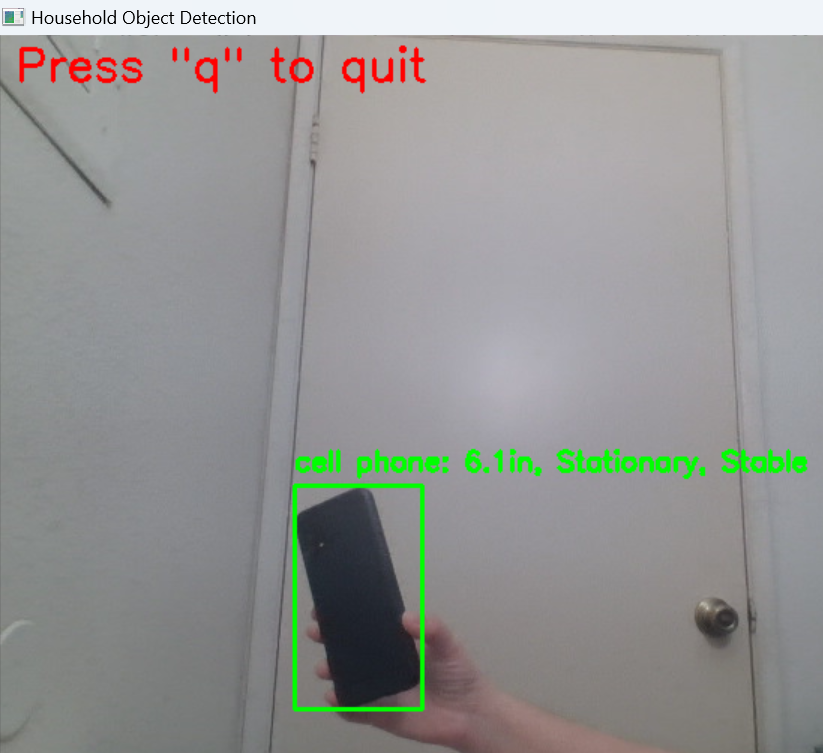 Household Object Detection
Press "q" to quit
cell phone: 6.1in, Stationary, Stable